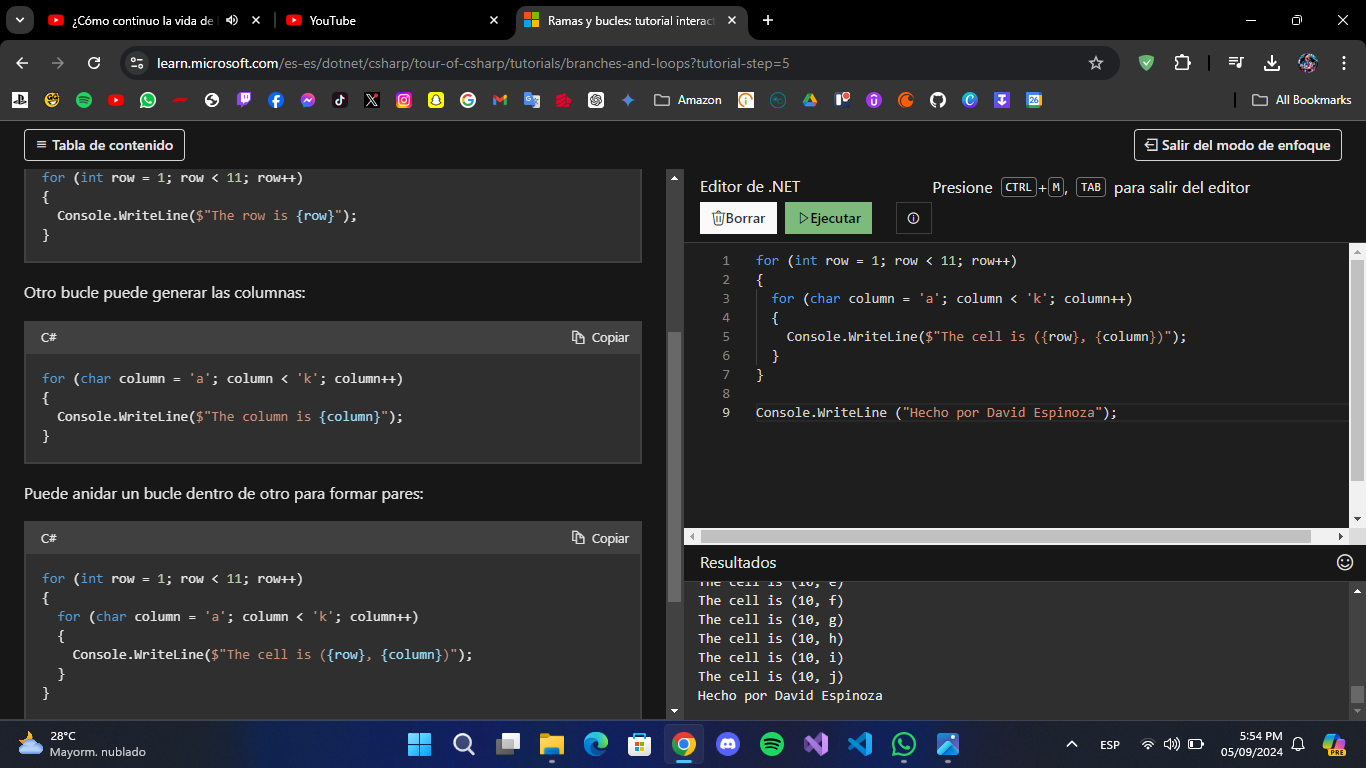 ¿Cómo continuo la vida de
YouTube
Ramas y bucles: tutorial interact
learn.microsoft.com/es-es/dotnet/csharp/tour-of-csharp/tutorials/branches-and-loops?tutorial-step=5
Amazon
26
All Bookmarks
Tabla de contenido
Salir del modo de enfoque
for (int row = 1; row < 11; row++)
{
Console.WriteLine($"The row is {row}");
}
Otro bucle puede generar las columnas:
C#
Copiar
for (char column = 'a'; column < 'k'; column++)
{
Console.WriteLine($"The column is {column}");
}
Puede anidar un bucle dentro de otro para formar pares:
C#
Copiar
for (int row = 1; row < 11; row++)
{
for (char column = 'a'; column < 'k'; column++)
{
Console.WriteLine($"The cell is ({row}, {column})");
}
}
Editor de .NET
Presione CTRL+M, TAB para salir del editor
Borrar
Ejecutar
1 for (int row = 1; row < 11; row++)
2 {
3 for (char column = 'a'; column < 'k'; column++)
4 {
5 Console.WriteLine($"The cell is ({row}, {column})");
6 }
7 }
8
9 Console.WriteLine ("Hecho por David Espinoza");
Resultados
The cell is (10, e)
The cell is (10, f)
The cell is (10, g)
The cell is (10, h)
The cell is (10, i)
The cell is (10, j)
Hecho por David Espinoza
28°C
Mayorm. nublado
ESP
5:54 PM
05/09/2024
PRE